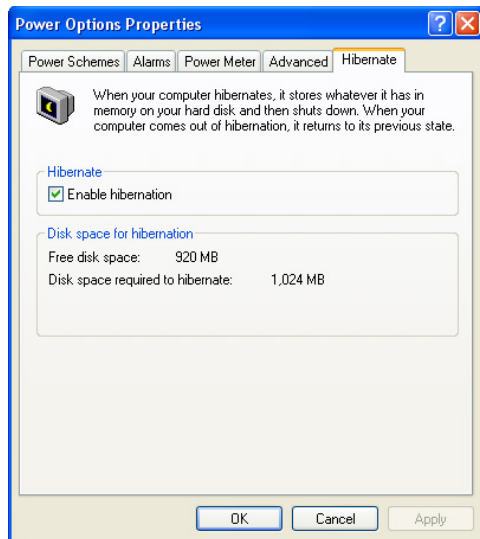 Power Options Properties
Power Schemes Alarms Power Meter Advanced Hibernate
When your computer hibernates, it stores whatever it has in
memory on your hard disk and then shuts down. When your
computer comes out of hibernation, it returns to its previous state.
Hibernate
Enable hibernation
Disk space for hibernation
Free disk space: 920 MB
Disk space required to hibernate: 1,024 MB
OK Cancel Apply